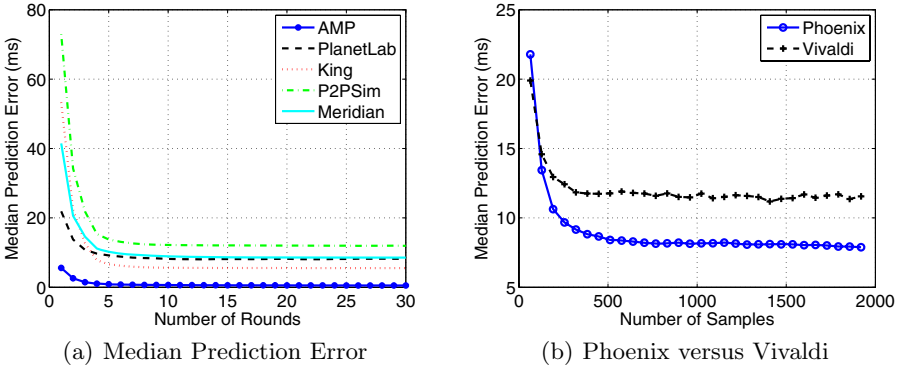 80
60
40
20
0
0 5 10 15 20 25 30
Median Prediction Error (ms)
Number of Rounds
AMP
PlanetLab
King
P2PSim
Meridian
(a) Median Prediction Error
25
20
15
10
5
0 500 1000 1500 2000
Median Prediction Error (ms)
Number of Samples
Phoenix
Vivaldi
(b) Phoenix versus Vivaldi